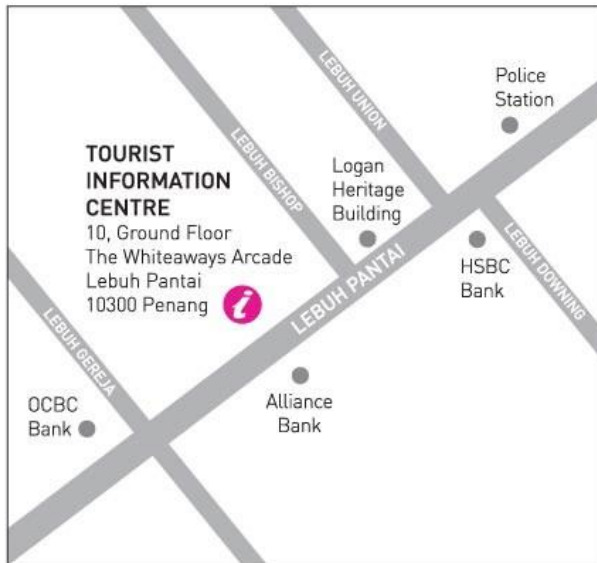 Police
Station
LEBUH UNION
LEBUH BISHOP
TOURIST
INFORMATION
CENTRE
10, Ground Floor
The Whiteaways Arcade
Lebuh Pantai
10300 Penang
i
Logan
Heritage
Building
HSBC
Bank
LEBUH DOWNING
LEBUH PANTAI
LEBUH GEREJA
OCBC
Bank
Alliance
Bank